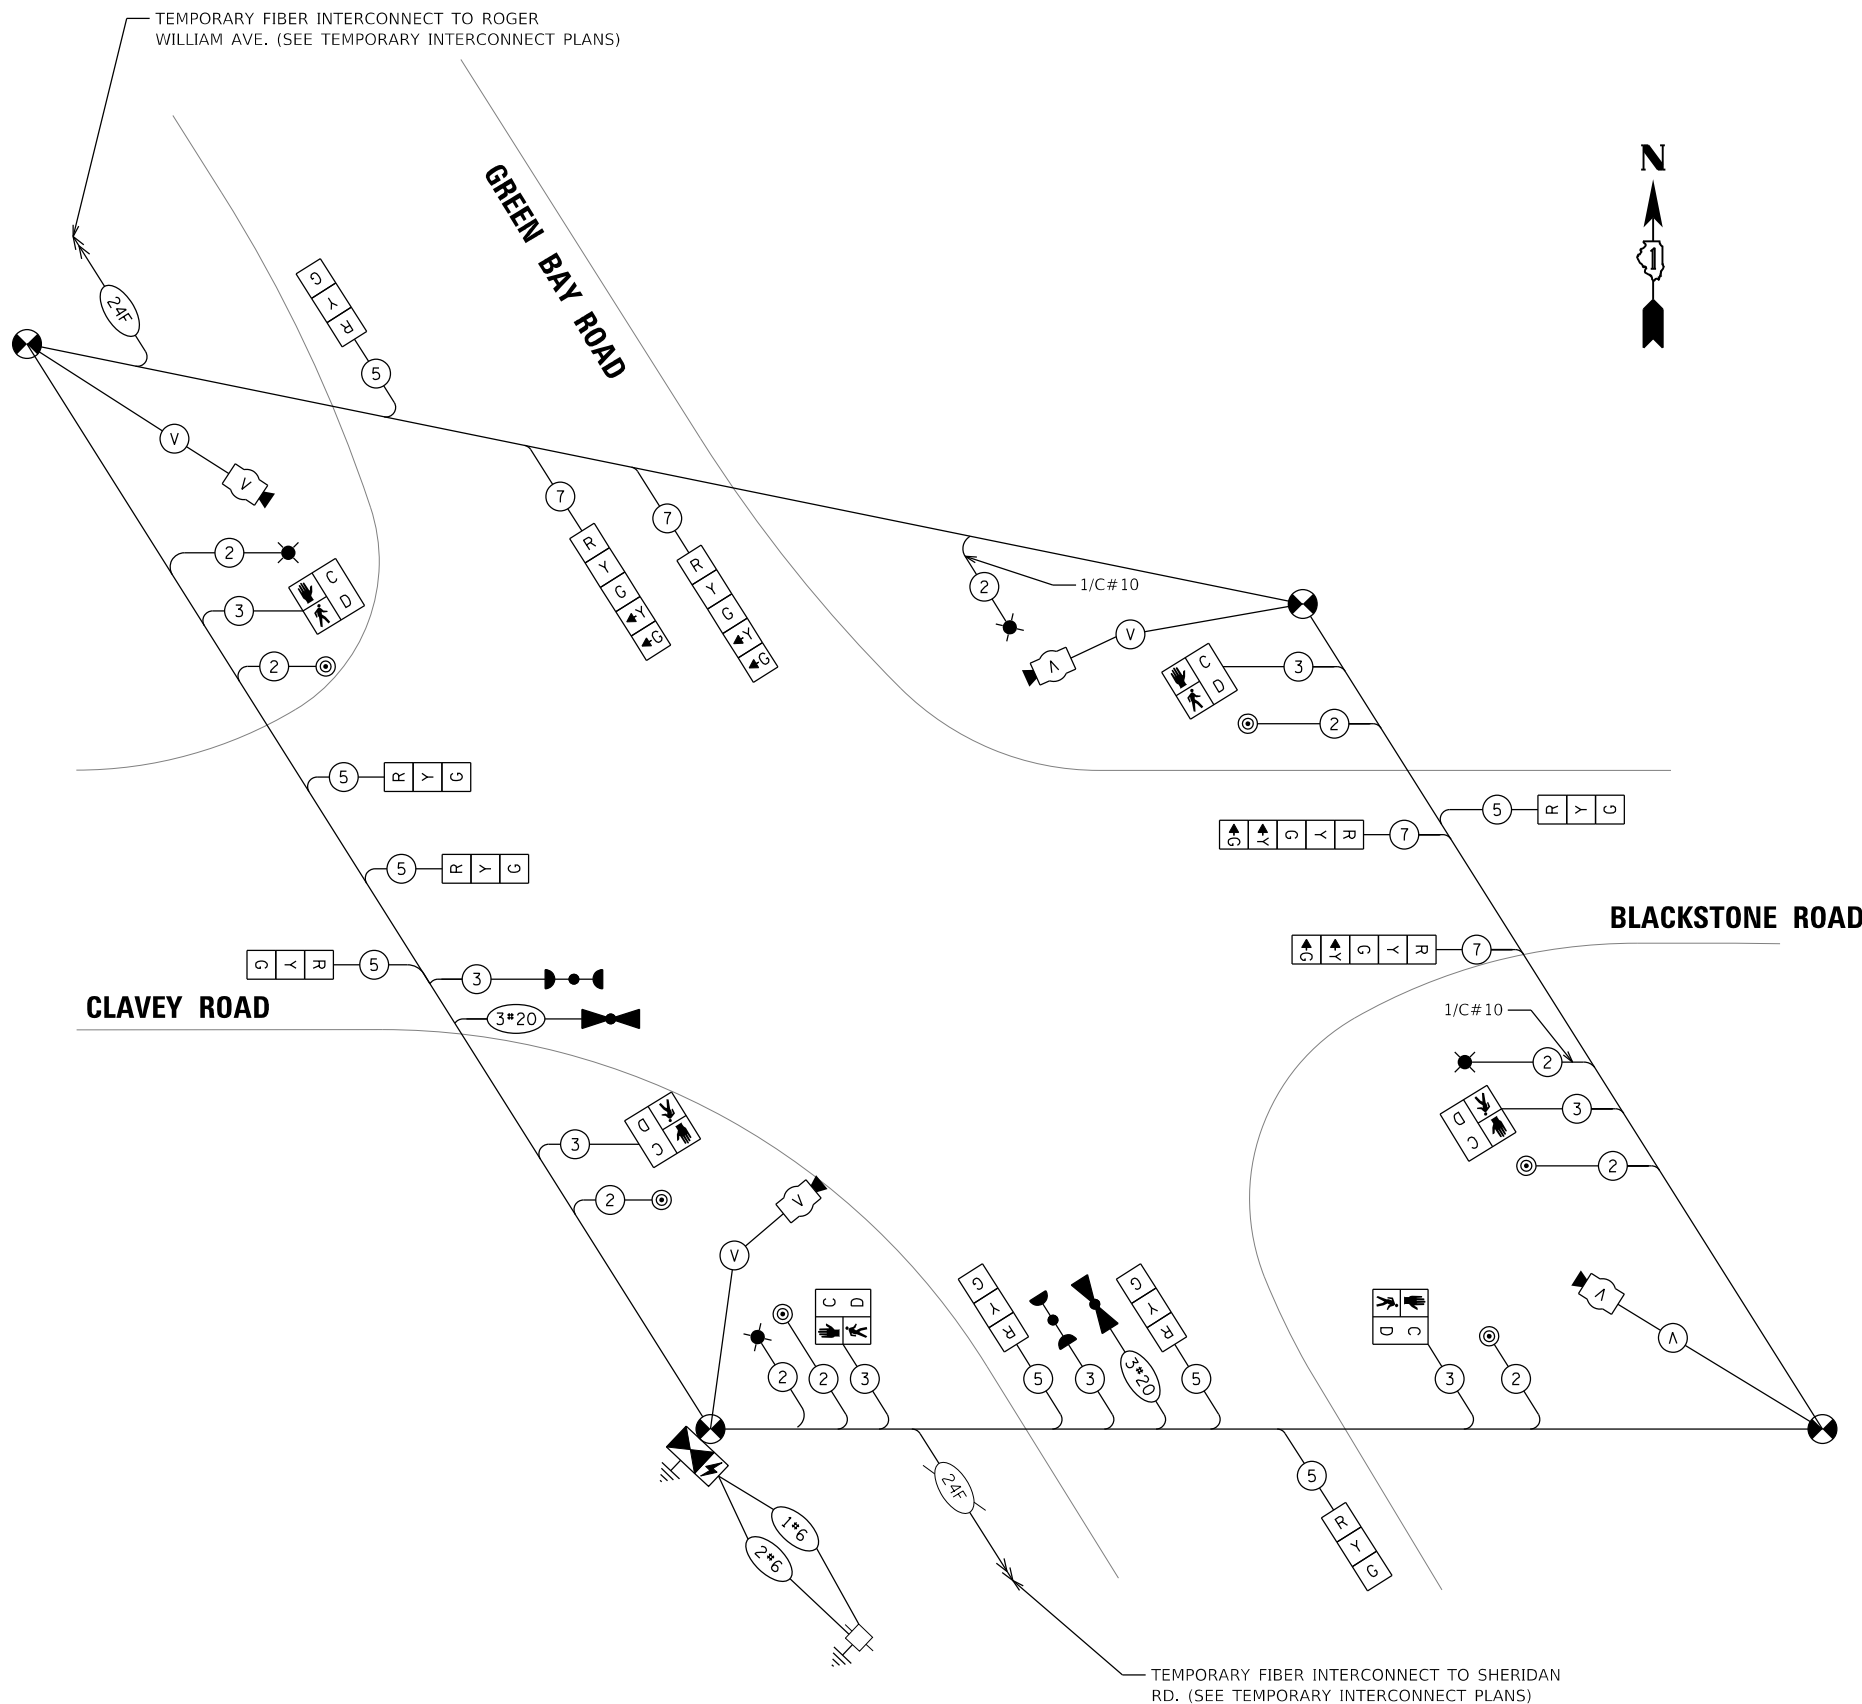 TEMPORARY FIBER INTERCONNECT TO ROGER
WILLIAM AVE. (SEE TEMPORARY INTERCONNECT PLANS)
N
1
GREEN BAY ROAD
24F
G Y R
5
V
V
7
R Y G Y G
7
R Y G Y G
2
C D
3
2
2
1/C#10
V
V
C D
3
2
5
R Y G
5
R Y G
G Y R
5
3
3#20
CLAVEY ROAD
5
R Y G
G Y G Y R
7
BLACKSTONE ROAD
G Y G Y R
7
1/C#10
2
3
C D
2
3
C D
2
V
V
2
2
C D
3
G Y R
5
3
3#20
G Y R
5
D C
3
2
V
V
24F
5
R Y G
1#6
2#6
TEMPORARY FIBER INTERCONNECT TO SHERIDAN
RD. (SEE TEMPORARY INTERCONNECT PLANS)